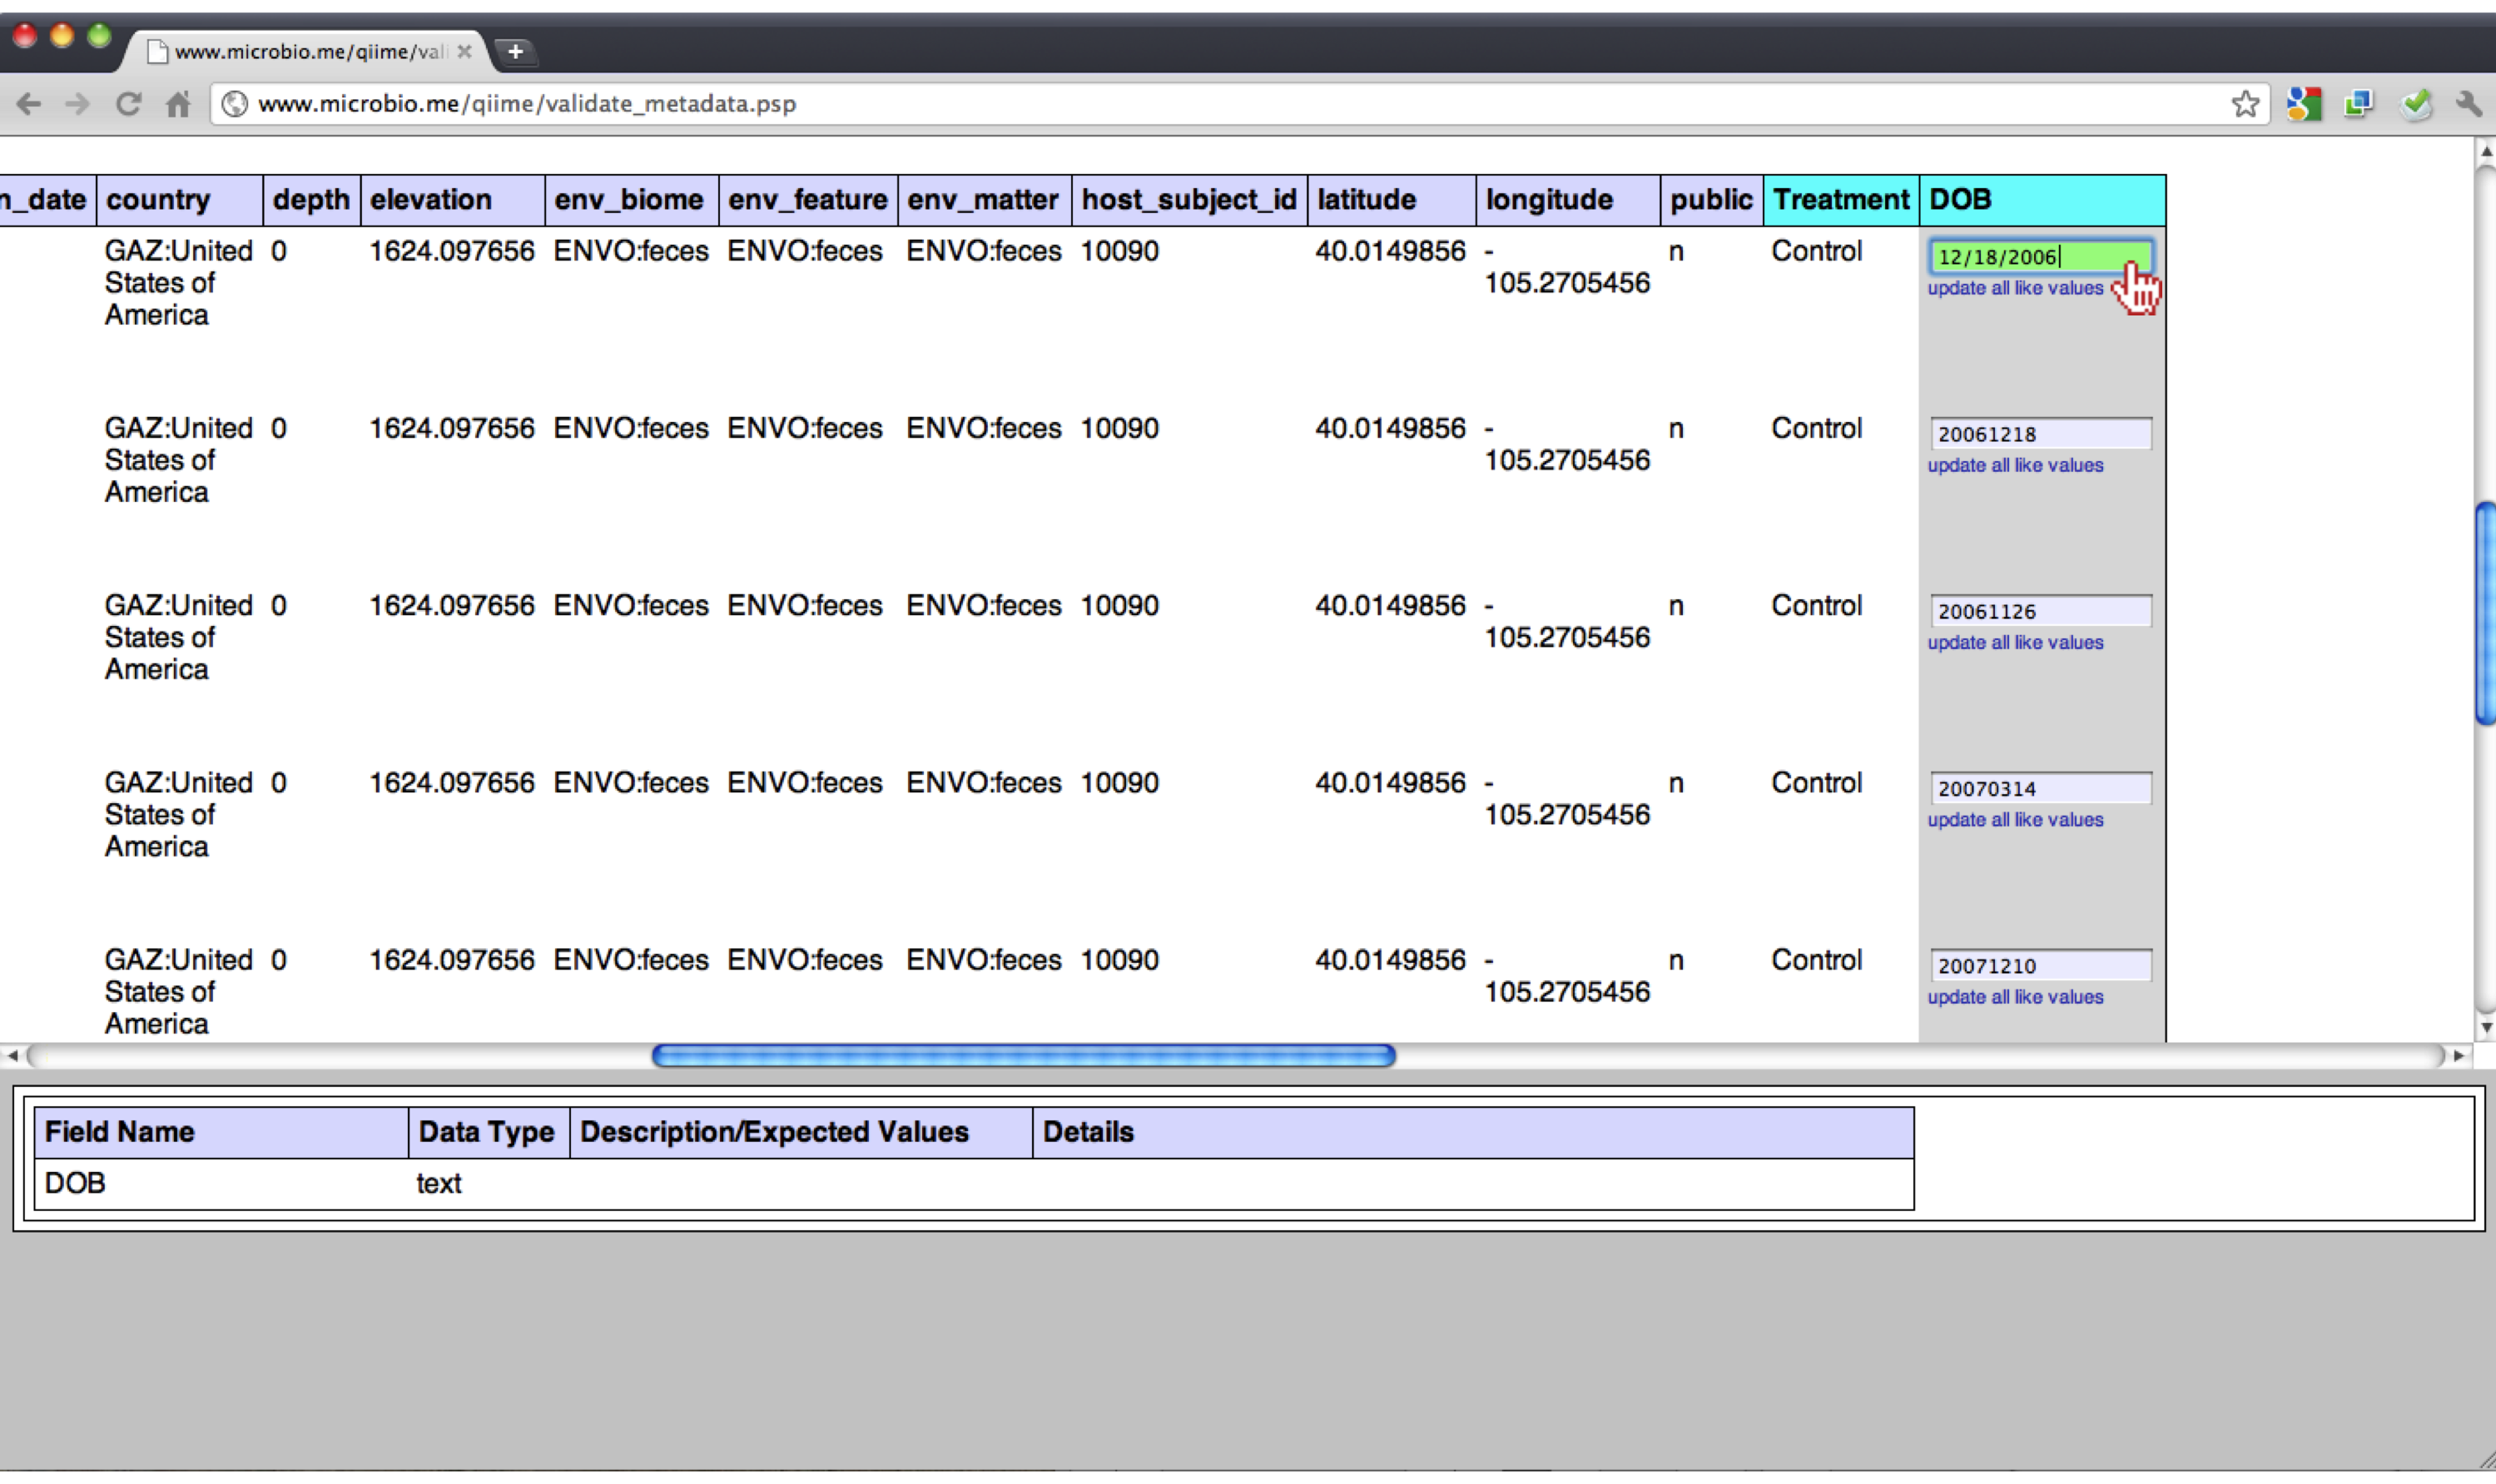 www.microbio.me/qiime/vali
www.microbio.me/qiime/validate_metadata.psp
n_date country depth elevation env_biome env_feature env_matter host_subject_id latitude longitude public Treatment DOB
GAZ:United 0 1624.097656 ENVO:feces ENVO:feces ENVO:feces 10090 40.0149856 - n Control 12/18/2006
States of 105.2705456 update all like values
America
GAZ:United 0 1624.097656 ENVO:feces ENVO:feces ENVO:feces 10090 40.0149856 - n Control 20061218
States of 105.2705456 update all like values
America
GAZ:United 0 1624.097656 ENVO:feces ENVO:feces ENVO:feces 10090 40.0149856 - n Control 20061126
States of 105.2705456 update all like values
America
GAZ:United 0 1624.097656 ENVO:feces ENVO:feces ENVO:feces 10090 40.0149856 - n Control 20070314
States of 105.2705456 update all like values
America
GAZ:United 0 1624.097656 ENVO:feces ENVO:feces ENVO:feces 10090 40.0149856 - n Control 20071210
States of 105.2705456 update all like values
America
Field Name Data Type Description/Expected Values Details
DOB text